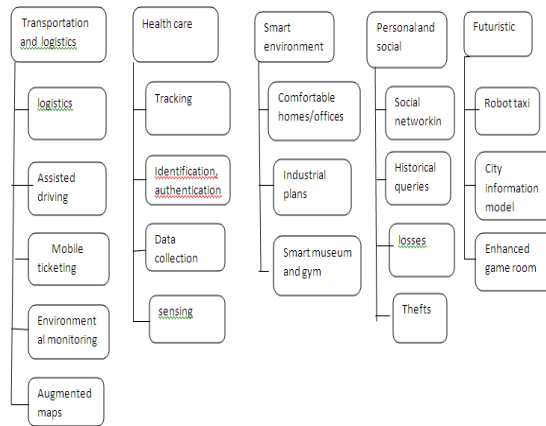 Transportation
and logistics
logistics
Assisted
driving
Mobile
ticketing
Environment
al monitoring
Augmented
maps
Health care
Tracking
Identification,
authentication
Data
collection
sensing
Smart
environment
Comfortable
homes/offices
Industrial
plans
Smart museum
and gym
Personal and
social
Social
networkin
Historical
queries
losses
Thefts
Futuristic
Robot taxi
City
information
model
Enhanced
game room